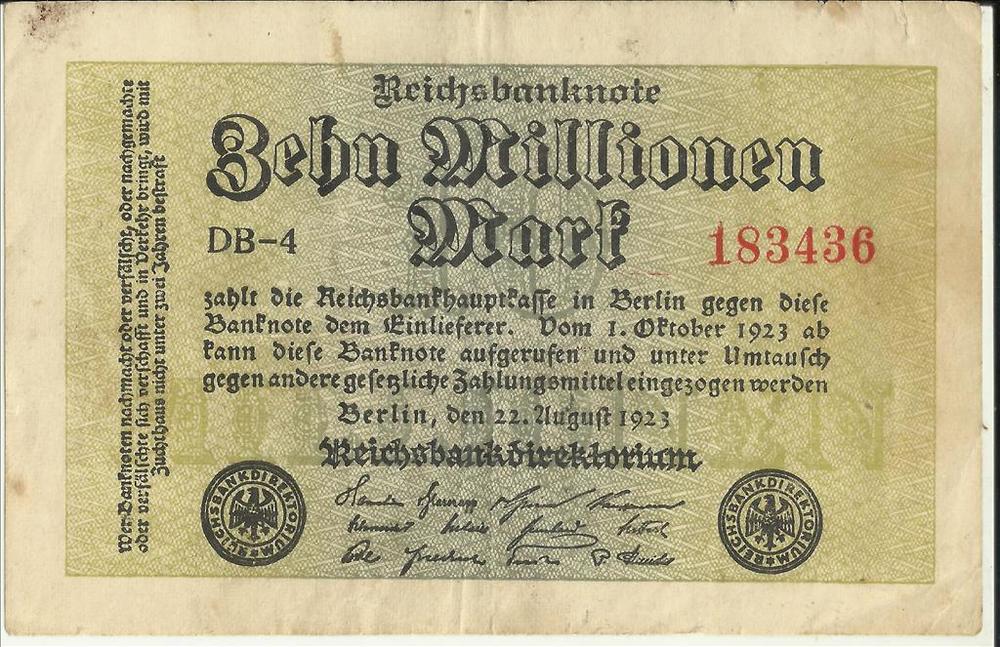 Reichsbanknote
Zehn Millionen
Mark
DB-4
183436
zahlt die Reichsbankhauptkasse in Berlin gegen diese
Banknote dem Einlieferer. Vom 1. Oktober 1923 ab
kann diese Banknote aufgerufen und unter Umtausch
gegen andere gesetzliche Zahlungsmittel eingezogen werden
Berlin, den 22. August 1923
Reichsbankdirektorium
REICHSBANKDIREKTORIUM
REICHSBANKDIREKTORIUM
Wer Banknoten nachmacht oder verfälscht, oder nachgemachte
oder verfälschte sich verschafft und in Verkehr bringt, wird mit
Zuchthaus nicht unter zwei Jahren bestraft